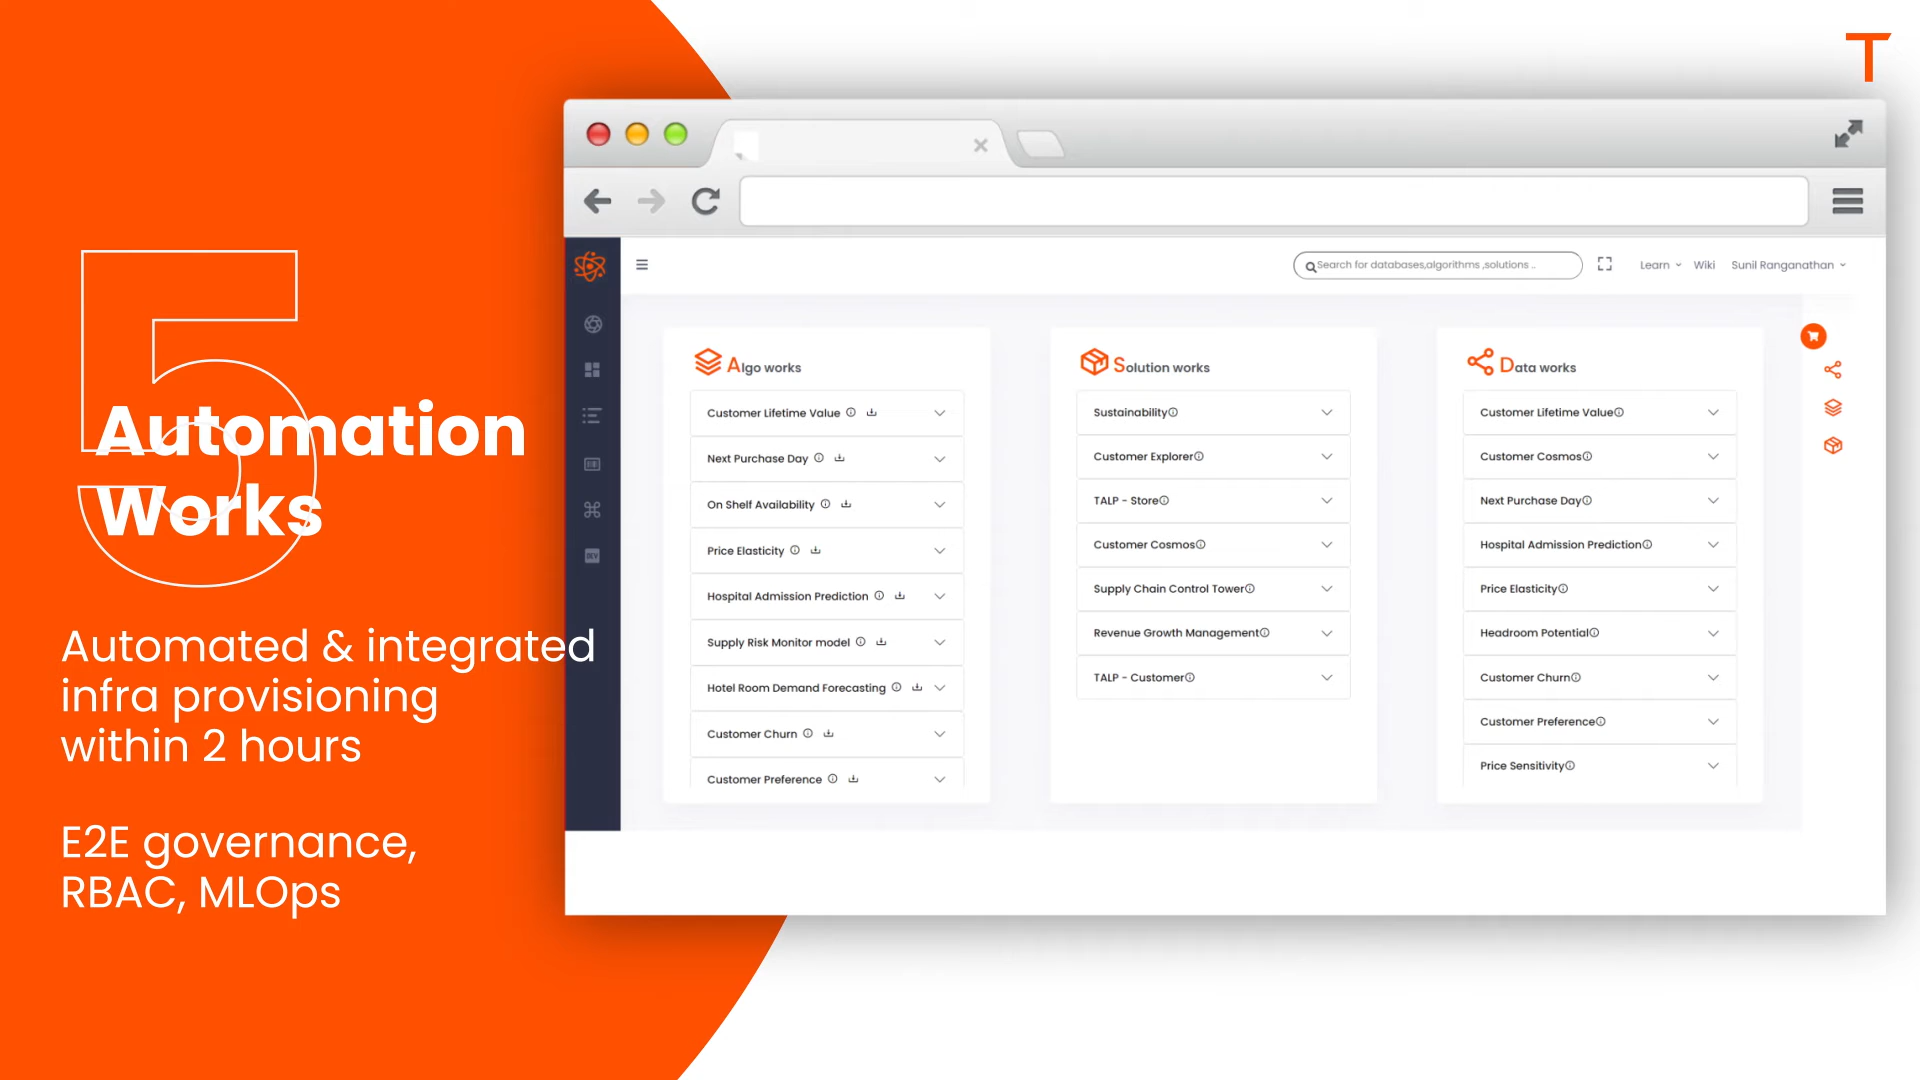 T
5
Automation
Works
Automated & integrated
infra provisioning
within 2 hours
E2E governance,
RBAC, MLOps
Search for databases,algorithms ,solutions ..
Learn
Wiki
Sunil Ranganathan
Algo works
Customer Lifetime Value
Next Purchase Day
On Shelf Availability
Price Elasticity
Hospital Admission Prediction
Supply Risk Monitor model
Hotel Room Demand Forecasting
Customer Churn
Customer Preference
Solution works
Sustainability
Customer Explorer
TALP - Store
Customer Cosmos
Supply Chain Control Tower
Revenue Growth Management
TALP - Customer
Data works
Customer Lifetime Value
Customer Cosmos
Next Purchase Day
Hospital Admission Prediction
Price Elasticity
Headroom Potential
Customer Churn
Customer Preference
Price Sensitivity
DEV